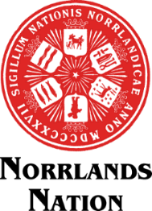 SIGILLUM NATIONIS NORRLANDICAE ANNO MDCCCXXVII
NORRLANDS
NATION